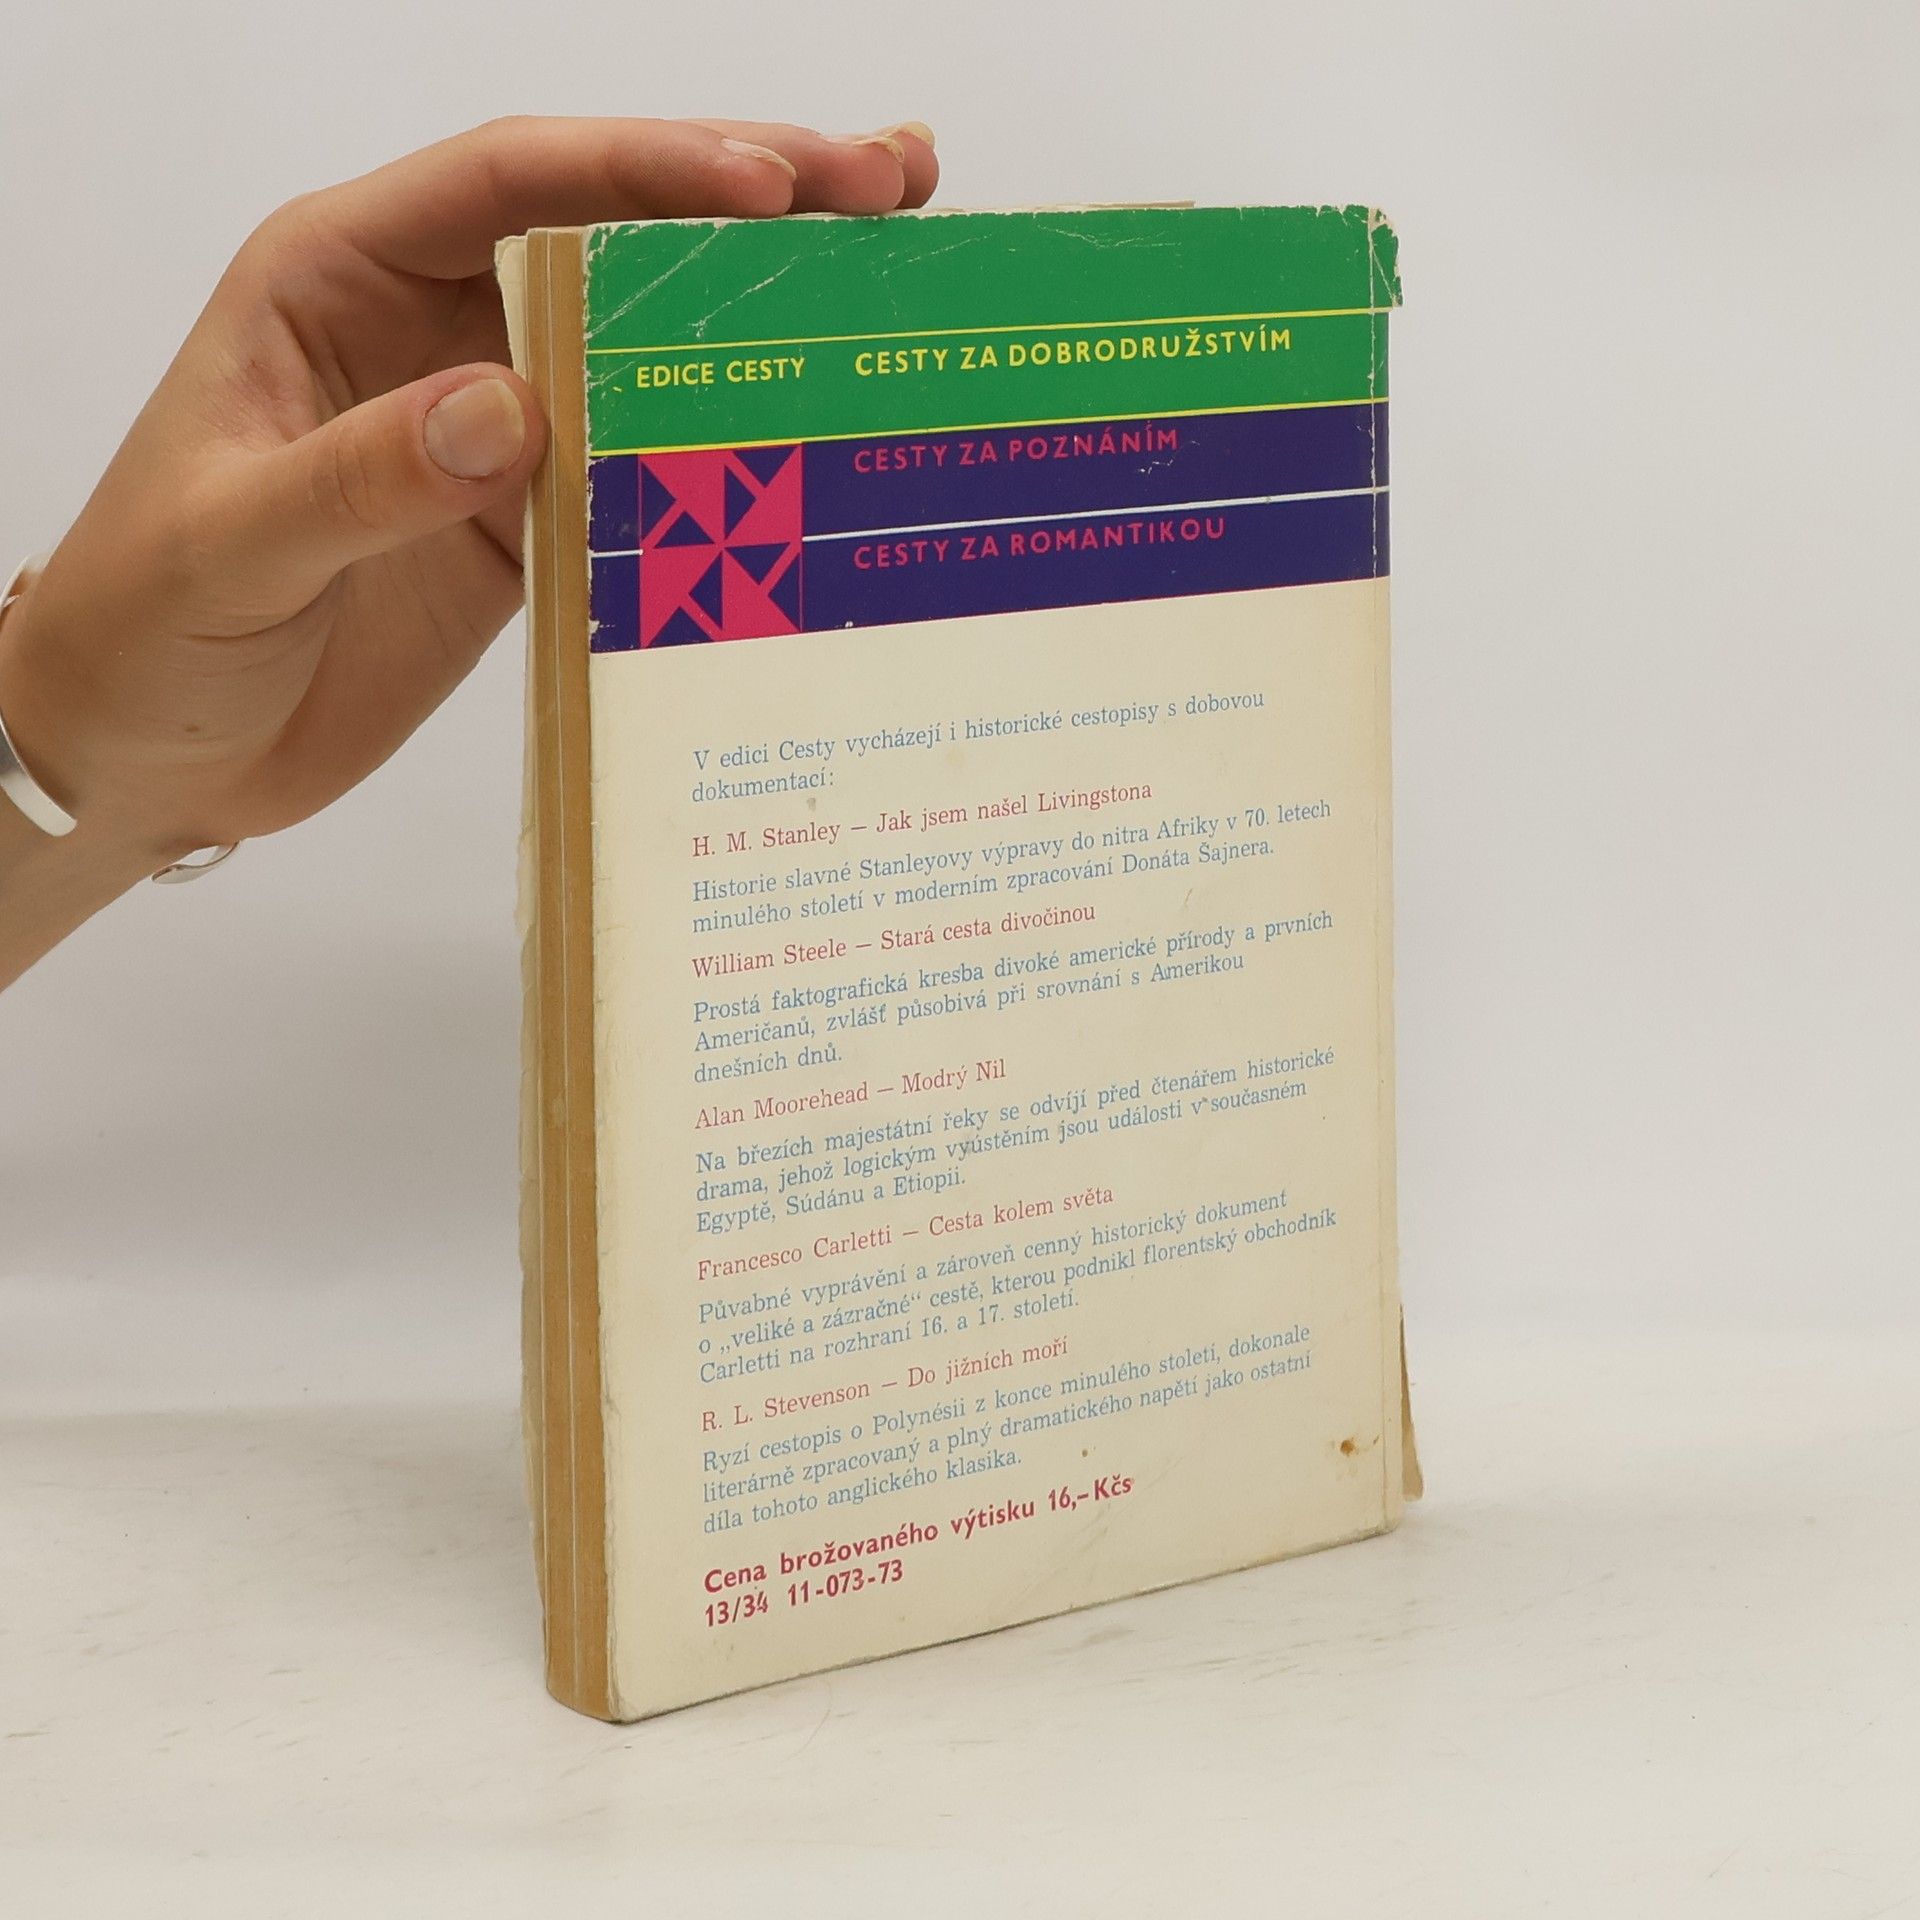 EDICE CESTY CESTY ZA DOBRODRUŽSTVÍM
CESTY ZA POZNÁNÍM
CESTY ZA ROMANTIKOU
V edici Cesty vycházejí i historické cestopisy s dobovou
dokumentací:
H. M. Stanley — Jak jsem našel Livingstona
Historie slavné Stanleyovy výpravy do nitra Afriky v 70. letech
minulého století v moderním zpracování Donáta Šajnera.
William Steele — Stará cesta divočinou
Prostá faktografická kresba divoké americké přírody a prvních
Američanů, zvlášť působivá při srovnání s Amerikou
dnešních dnů.
Alan Moorehead — Modrý Nil
Na březích majestátní řeky se odvíjí před čtenářem historické
drama, jehož logickým vyústěním jsou události v současném
Egyptě, Súdánu a Etiopii.
Francesco Carletti — Cesta kolem světa
Půvabné vyprávění a zároveň cenný historický dokument
o „veliké a zázračné“ cestě, kterou podnikl florentský obchodník
Carletti na rozhraní 16. a 17. století.
R. L. Stevenson — Do jižních moří
Ryzí cestopis o Polynésii z konce minulého století, dokonale
literárně zpracovaný a plný dramatického napětí jako ostatní
díla tohoto anglického klasika.
Cena brožovaného výtisku 16,– Kčs
13/34 11-073-73